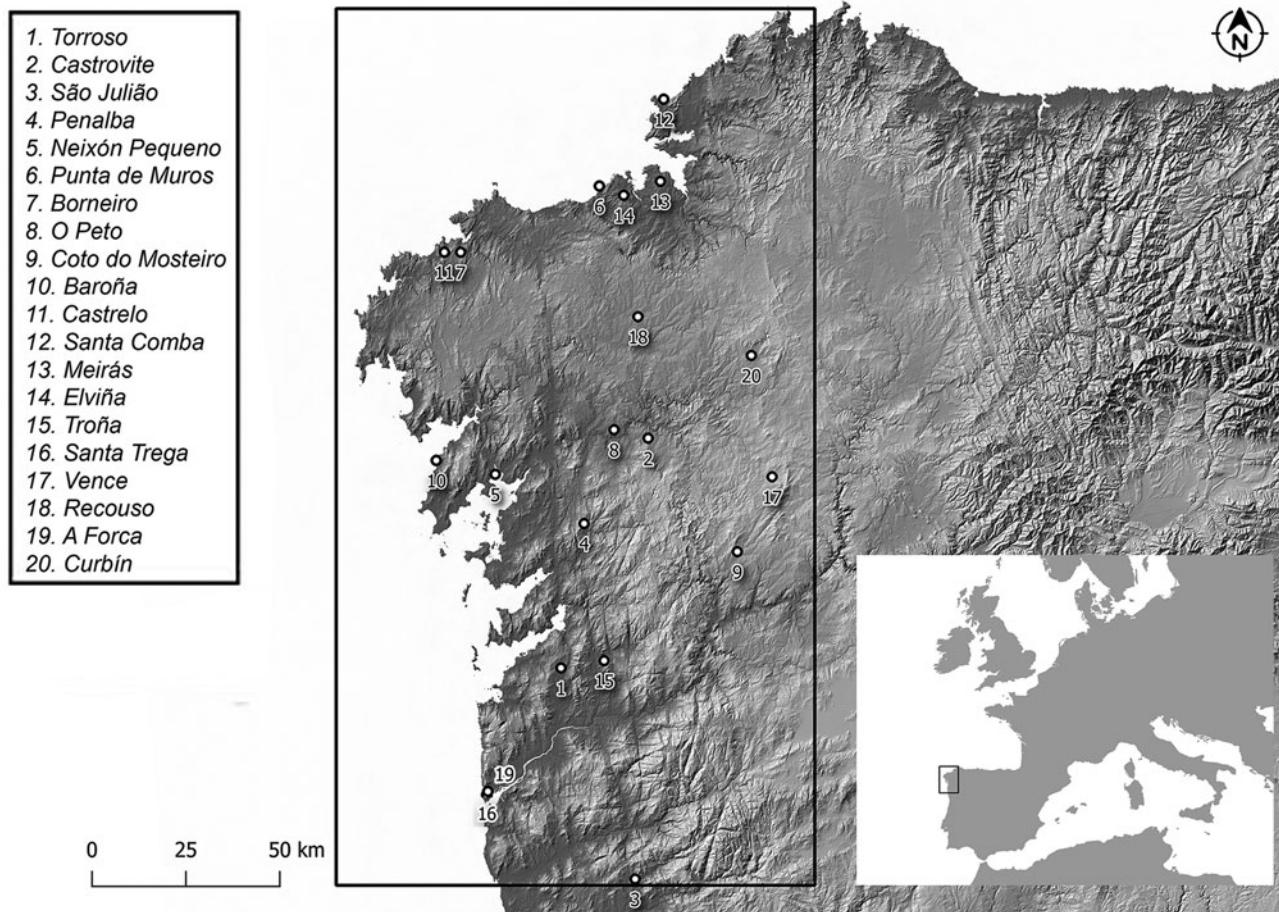 1. Torroso
2. Castrovite
3. São Julião
4. Penalba
5. Neixón Pequeno
6. Punta de Muros
7. Borneiro
8. O Peto
9. Coto do Mosteiro
10. Baroña
11. Castrelo
12. Santa Comba
13. Meirás
14. Elviña
15. Troña
16. Santa Trega
17. Vence
18. Recouso
19. A Forca
20. Curbín
N
12
6
14
13
117
18
20
8
2
10
5
17
4
9
1
15
19
16
3
0 25 50 km